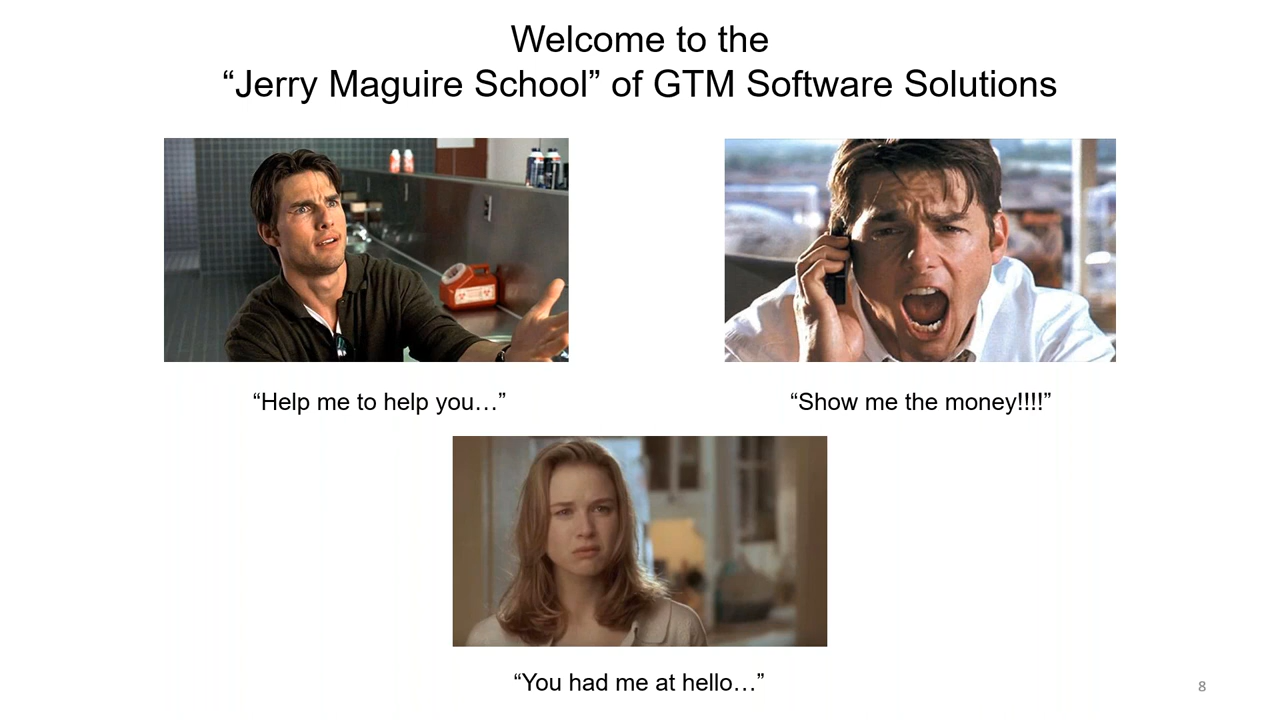 Welcome to the
“Jerry Maguire School” of GTM Software Solutions
“Help me to help you…”
“Show me the money!!!!”
“You had me at hello…”
8